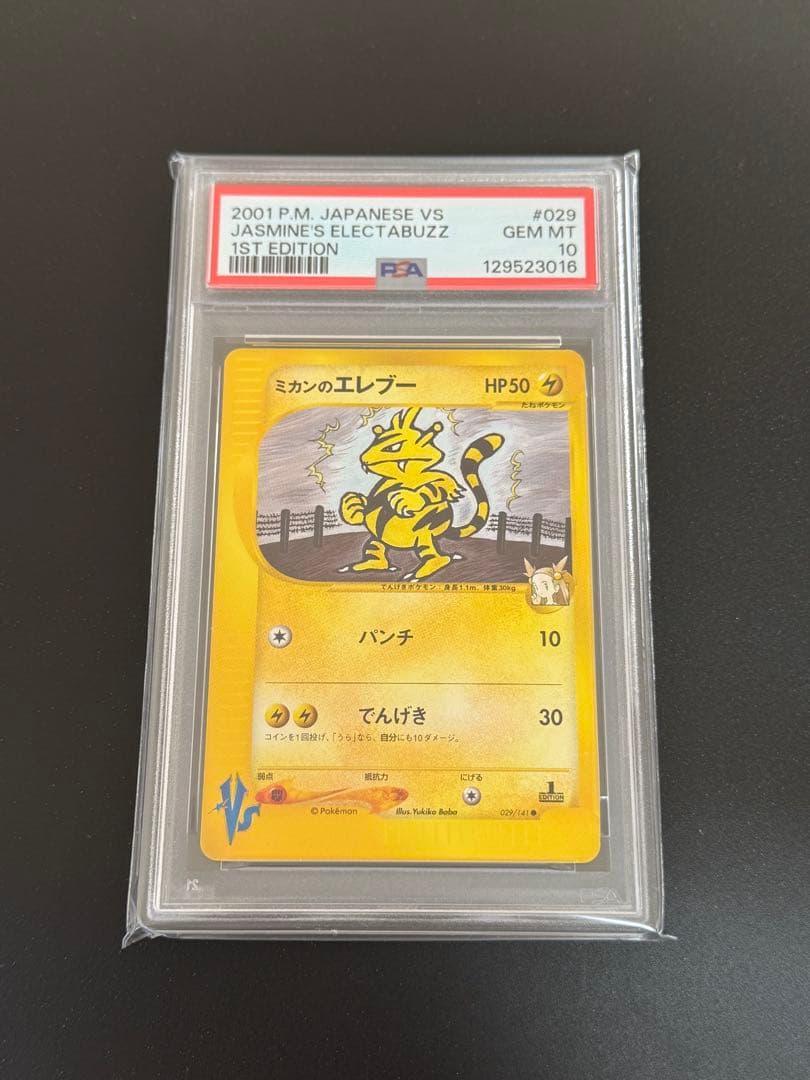 2001 P.M. JAPANESE VS #029
JASMINE'S ELECTABUZZ GEM MT
1ST EDITION 10
PSA 129523016
ミカンのエレブー HP50
たねポケモン
でんげきポケモン・身長1.1m、体重30kg
パンチ 10
でんげき 30
コインを1回投げ、「うら」なら、自分にも10ダメージ。
弱点 抵抗力 にげる
1
EDITION
VS
©Pokémon Illus.Yukiko Baba 029/141